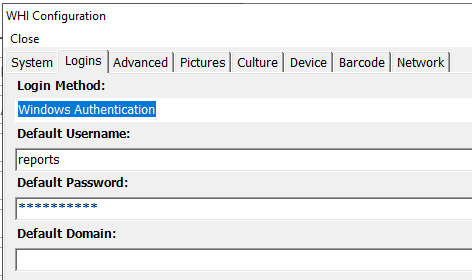 WHI Configuration
Close
System Logins Advanced Pictures Culture Device Barcode Network
Login Method:
Windows Authentication
Default Username:
reports
Default Password:
**********
Default Domain: